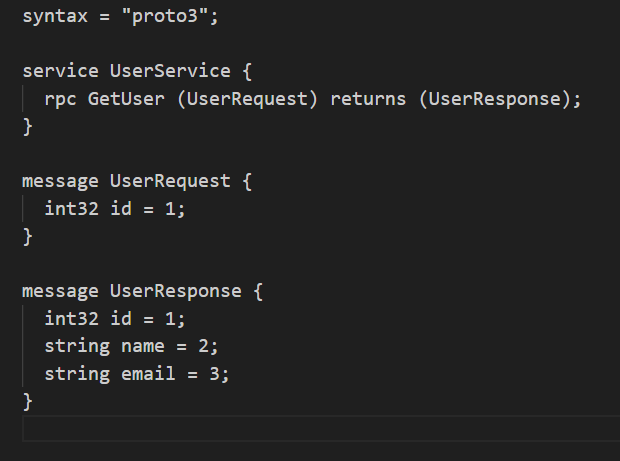 syntax = "proto3";
service UserService {
  rpc GetUser (UserRequest) returns (UserResponse);
}
message UserRequest {
  int32 id = 1;
}
message UserResponse {
  int32 id = 1;
  string name = 2;
  string email = 3;
}